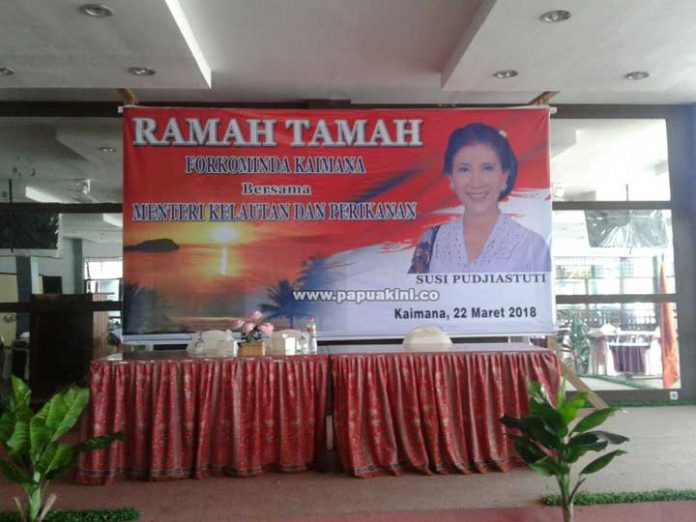 RAMAH TAMAH
FORKOMINDA KAIMANA
Bersama
MENTERI KELAUTAN DAN PERIKANAN
SUSI PUDJIASTUTI
www.papuakini.co
Kaimana, 22 Maret 2018